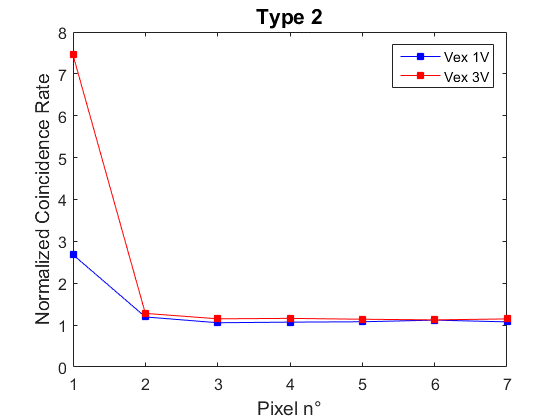 Type 2
Vex 1V
Vex 3V
Normalized Coincidence Rate
8
7
6
5
4
3
2
1
0
1 2 3 4 5 6 7
Pixel n°